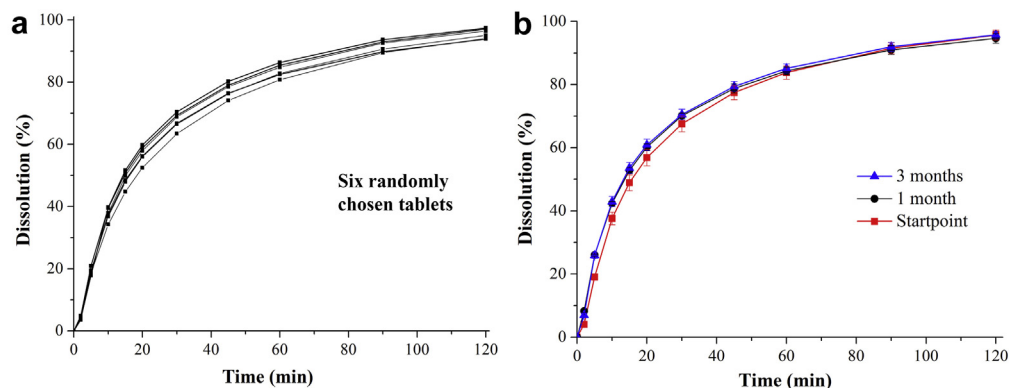 a
100
80
60
40
20
0
Dissolution (%)
Six randomly
chosen tablets
0 20 40 60 80 100 120
Time (min)
b
100
80
60
40
20
0
Dissolution (%)
3 months
1 month
Startpoint
0 20 40 60 80 100 120
Time (min)